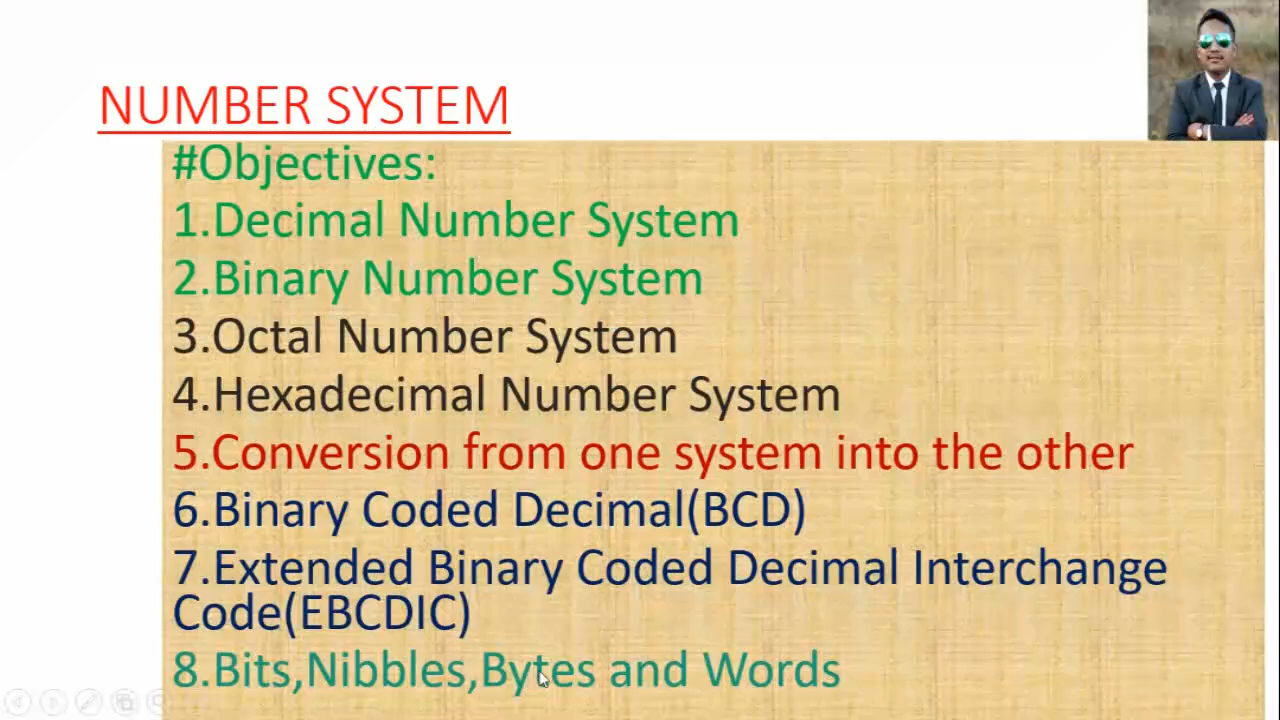 NUMBER SYSTEM
#Objectives:
1.Decimal Number System
2.Binary Number System
3.Octal Number System
4.Hexadecimal Number System
5.Conversion from one system into the other
6.Binary Coded Decimal(BCD)
7.Extended Binary Coded Decimal Interchange
Code(EBCDIC)
8.Bits,Nibbles,Bytes and Words